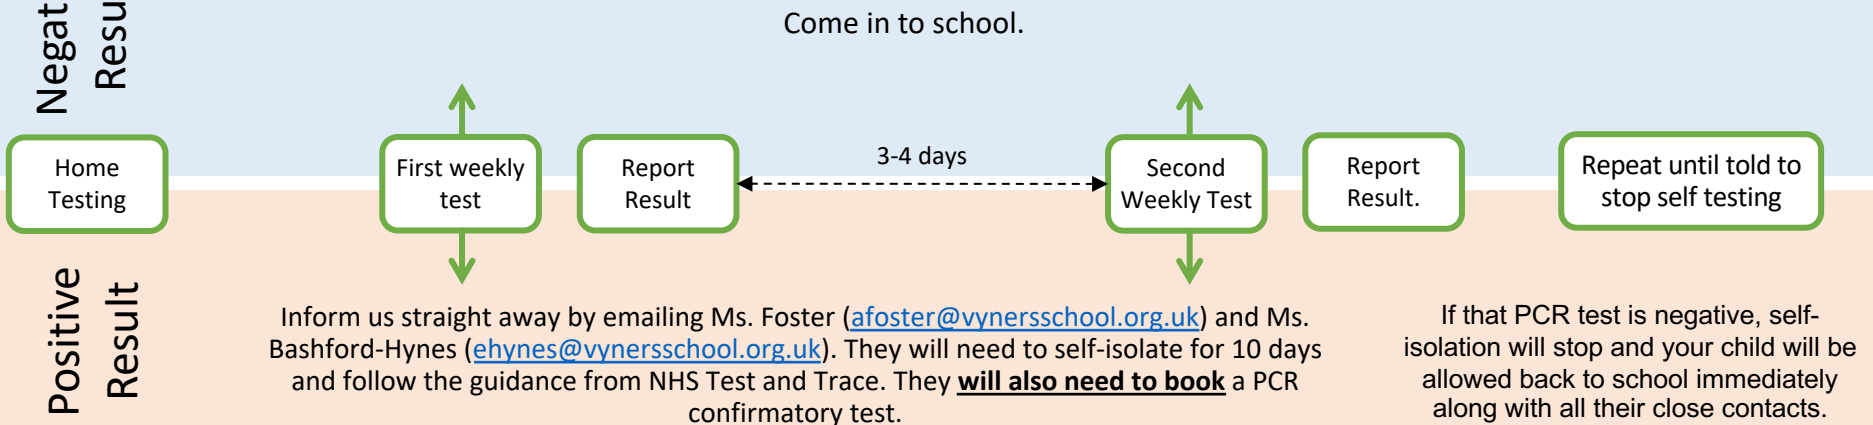 Come in to school.
Home
Testing
First weekly
test
Report
Result
3-4 days
Second
Weekly Test
Report
Result.
Repeat until told to
stop self testing
Positive
Result
Inform us straight away by emailing Ms. Foster (afoster@vynersschool.org.uk) and Ms.
Bashford-Hynes (ehynes@vynersschool.org.uk). They will need to self-isolate for 10 days
and follow the guidance from NHS Test and Trace. They will also need to book a PCR
confirmatory test.
If that PCR test is negative, self-
isolation will stop and your child will be
allowed back to school immediately
along with all their close contacts.